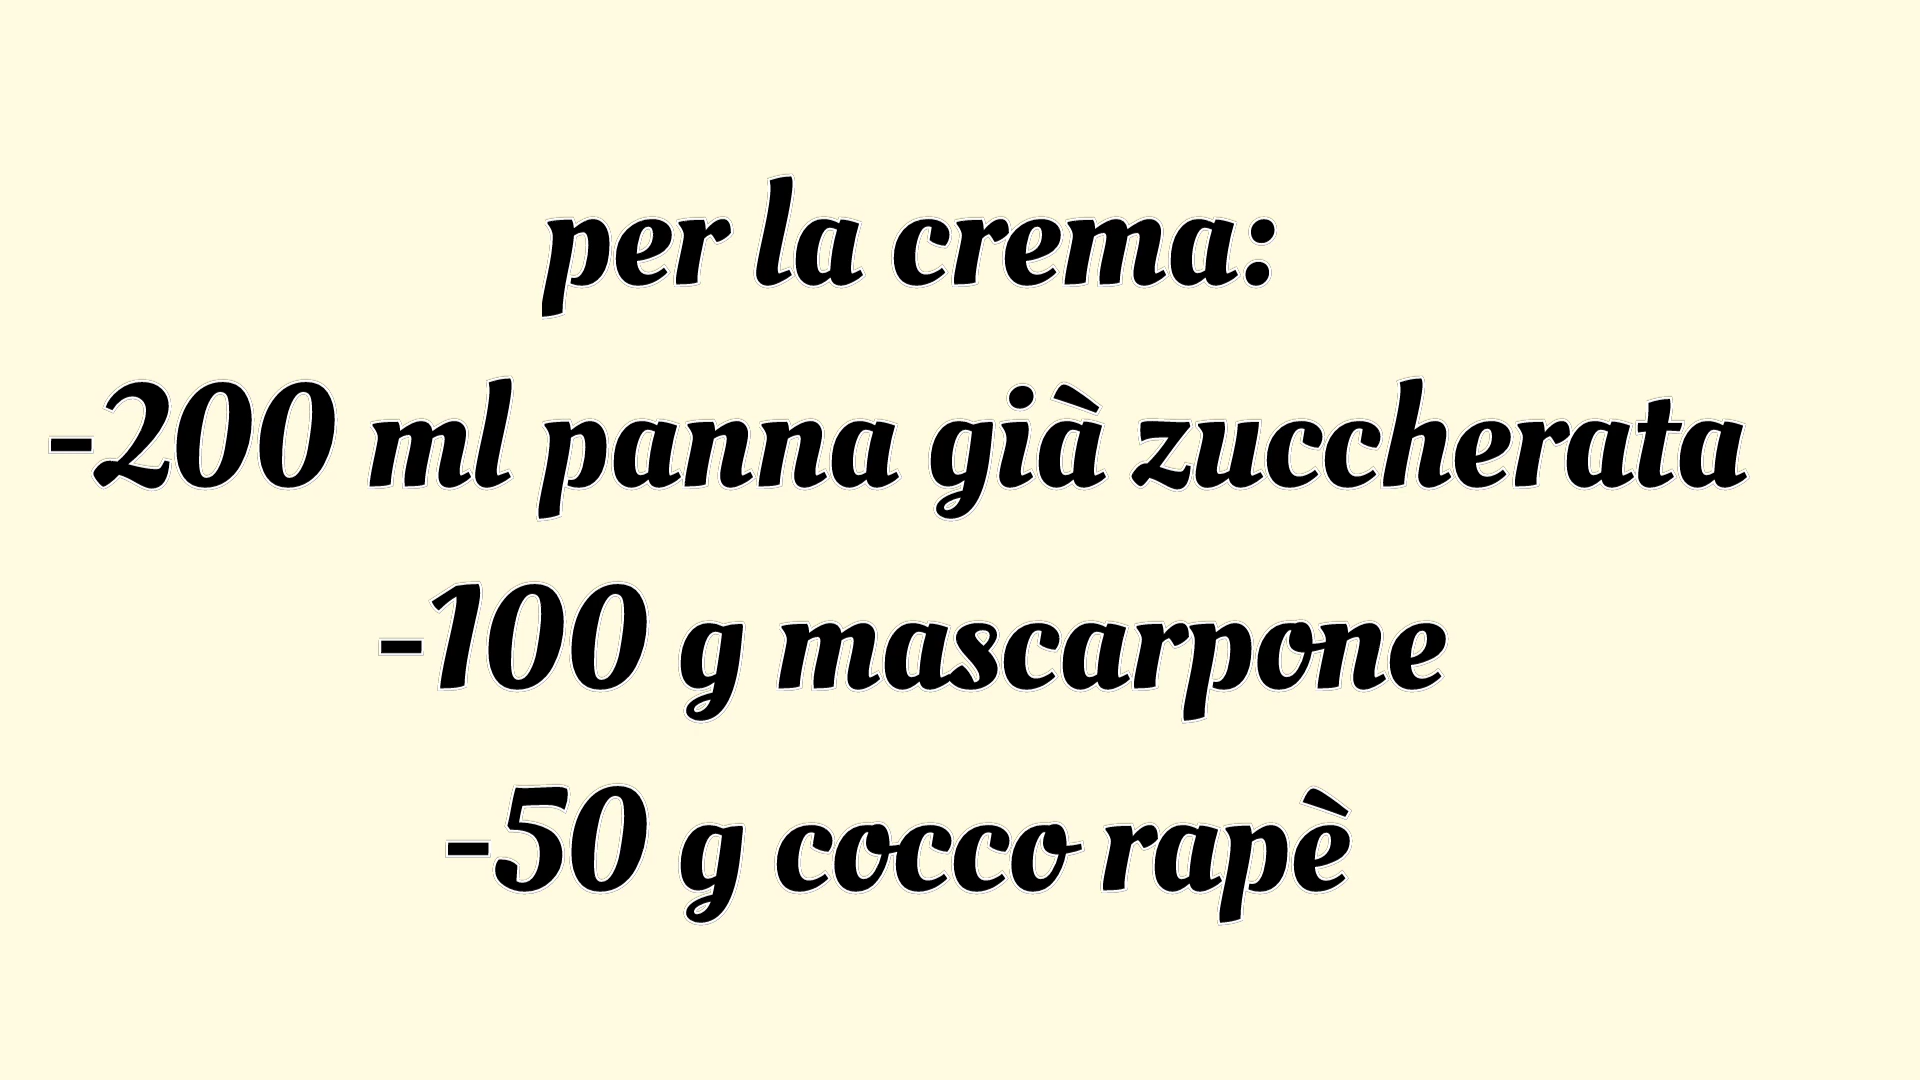 per la crema:
-200 ml panna già zuccherata
-100 g mascarpone
-50 g cocco rapè